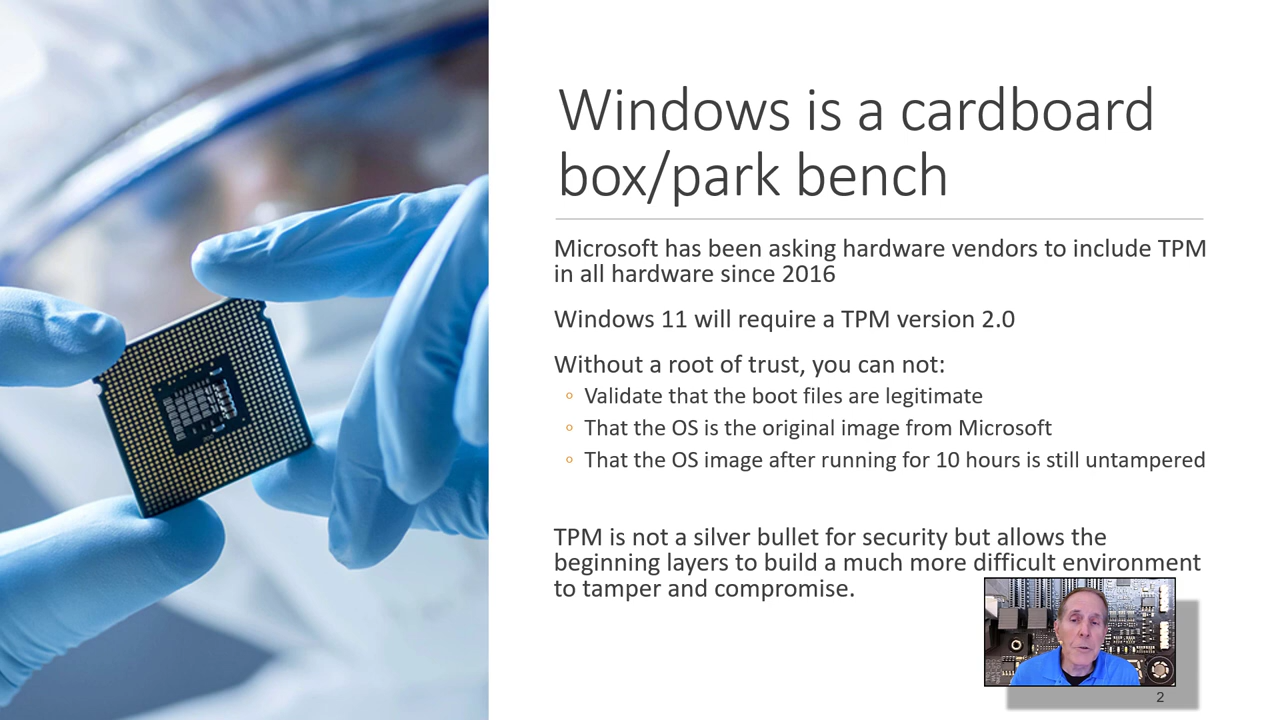 Windows is a cardboard
box/park bench
Microsoft has been asking hardware vendors to include TPM
in all hardware since 2016
Windows 11 will require a TPM version 2.0
Without a root of trust, you can not:
◦ Validate that the boot files are legitimate
◦ That the OS is the original image from Microsoft
◦ That the OS image after running for 10 hours is still untampered
TPM is not a silver bullet for security but allows the
beginning layers to build a much more difficult environment
to tamper and compromise.
2